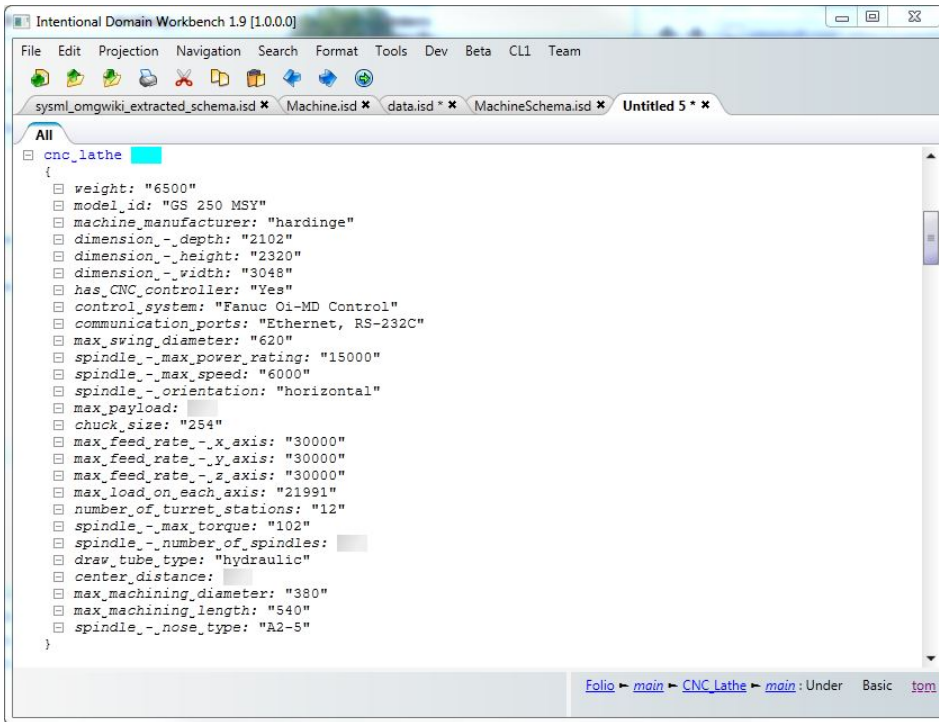 Intentional Domain Workbench 1.9 [1.0.0.0]
File Edit Projection Navigation Search Format Tools Dev Beta CL1 Team
sysml_omgwiki_extracted_schema.isd × Machine.isd × data.isd * × MachineSchema.isd × Untitled 5 * ×
All
cnc_lathe
{
weight: "6500"
model_id: "GS 250 MSY"
machine_manufacturer: "hardinge"
dimension_-_depth: "2102"
dimension_-_height: "2320"
dimension_-_width: "3048"
has_CNC_controller: "Yes"
control_system: "Fanuc Oi-MD Control"
communication_ports: "Ethernet, RS-232C"
max_swing_diameter: "620"
spindle_-_max_power_rating: "15000"
spindle_-_max_speed: "6000"
spindle_-_orientation: "horizontal"
max_payload:
chuck_size: "254"
max_feed_rate_-_x_axis: "30000"
max_feed_rate_-_y_axis: "30000"
max_feed_rate_-_z_axis: "30000"
max_load_on_each_axis: "21991"
number_of_turret_stations: "12"
spindle_-_max_torque: "102"
spindle_-_number_of_spindles:
draw_tube_type: "hydraulic"
center_distance:
max_machining_diameter: "380"
max_machining_length: "540"
spindle_-_nose_type: "A2-5"
}
Folio ► main ► CNC_Lathe ► main : Under Basic tom